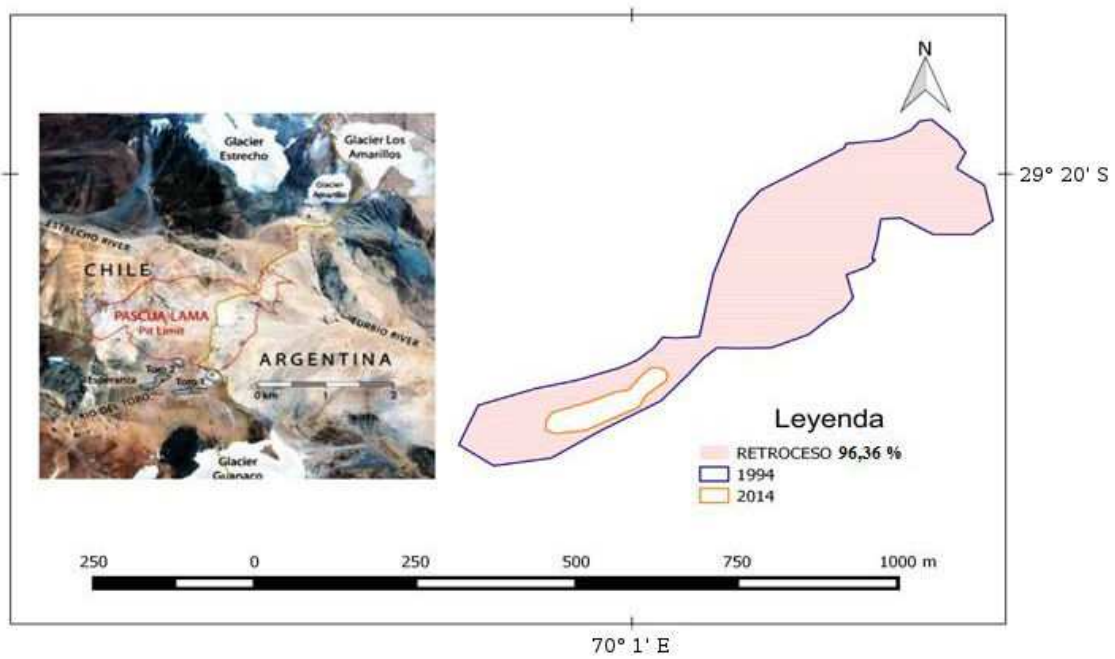 N
29° 20' S
Glacier
Estrecho
Glacier Los
Amarillos
Glacier
Amarillo
ESTRECHO RIVER
CHILE
PASCUA LAMA
Pit Limit
TURBIO RIVER
ARGENTINA
Toro 2
Esperanza
Toro 1
0 km 1 2
RIO DEL TORO
Glacier
Guanaco
Leyenda
RETROCESO 96,36 %
1994
2014
250 0 250 500 750 1000 m
70° 1' E